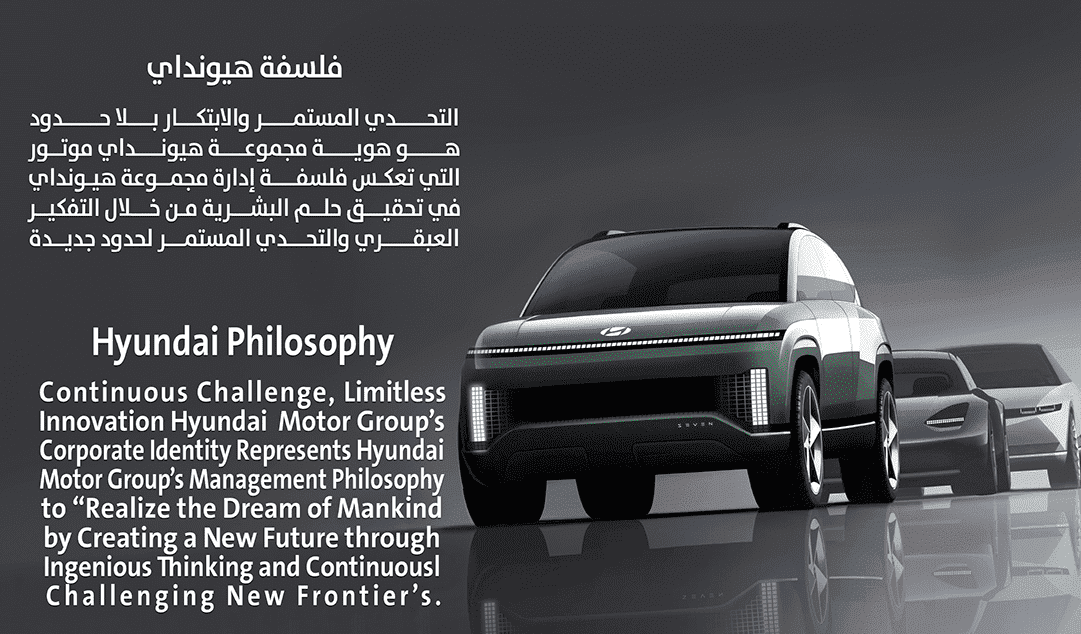 فلسفة هيونداي
التحدي المستمر والابتكار بلا حدود
هو هوية مجموعة هيونداي موتور
التي تعكس فلسفة إدارة مجموعة هيونداي
في تحقيق حلم البشرية من خلال التفكير
العبقري والتحدي المستمر لحدود جديدة
Hyundai Philosophy
Continuous Challenge, Limitless
Innovation Hyundai Motor Group's
Corporate Identity Represents Hyundai
Motor Group's Management Philosophy
to “Realize the Dream of Mankind
by Creating a New Future through
Ingenious Thinking and Continuousl
Challenging New Frontier's.
SEVEN